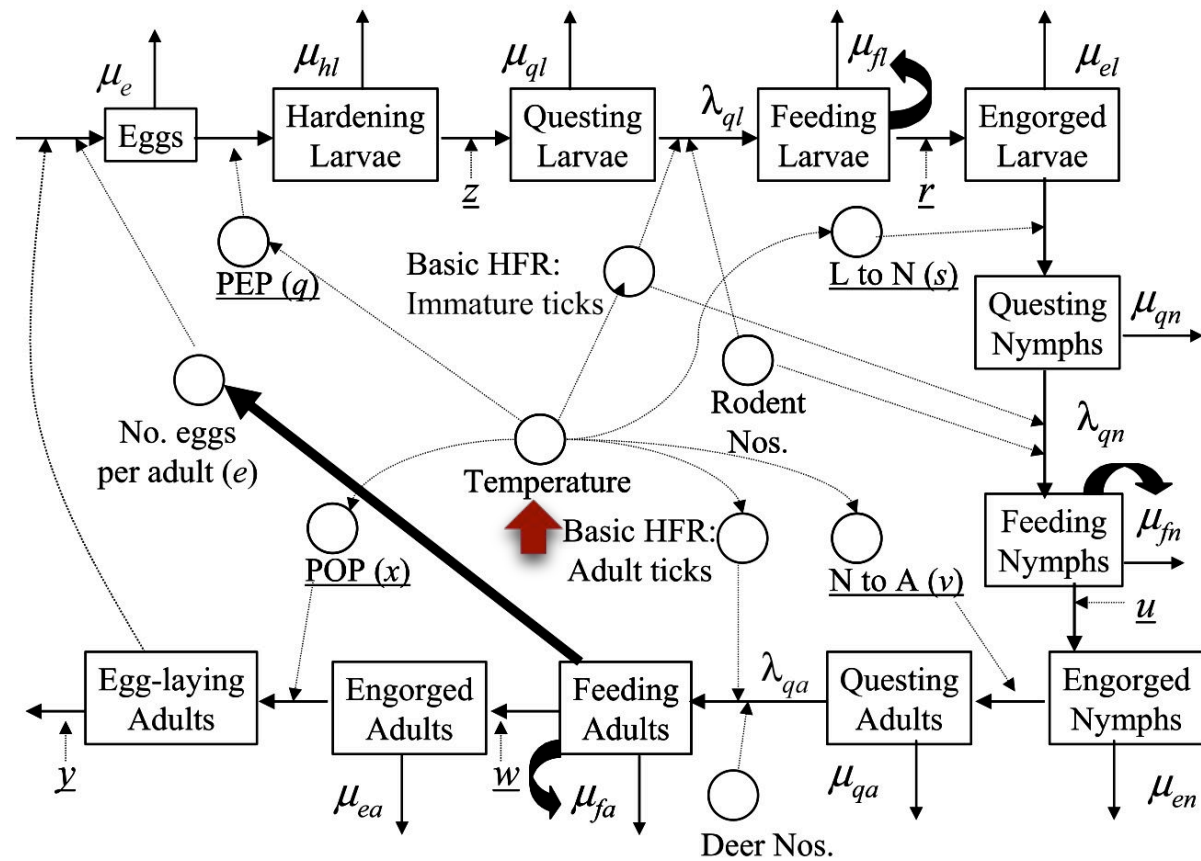 μe
μhl
μql
μfl
μel
Eggs
Hardening
Larvae
Questing
Larvae
λql
Feeding
Larvae
Engorged
Larvae
z
r
PEP (q)
Basic HFR:
Immature ticks
L to N (s)
Questing
Nymphs
μqn
No. eggs
per adult (e)
Rodent
Nos.
λqn
Temperature
POP (x)
Basic HFR:
Adult ticks
N to A (v)
Feeding
Nymphs
μfn
u
Egg-laying
Adults
Engorged
Adults
Feeding
Adults
λqa
Questing
Adults
Engorged
Nymphs
y
μea
w
μfa
μqa
μen
Deer Nos.